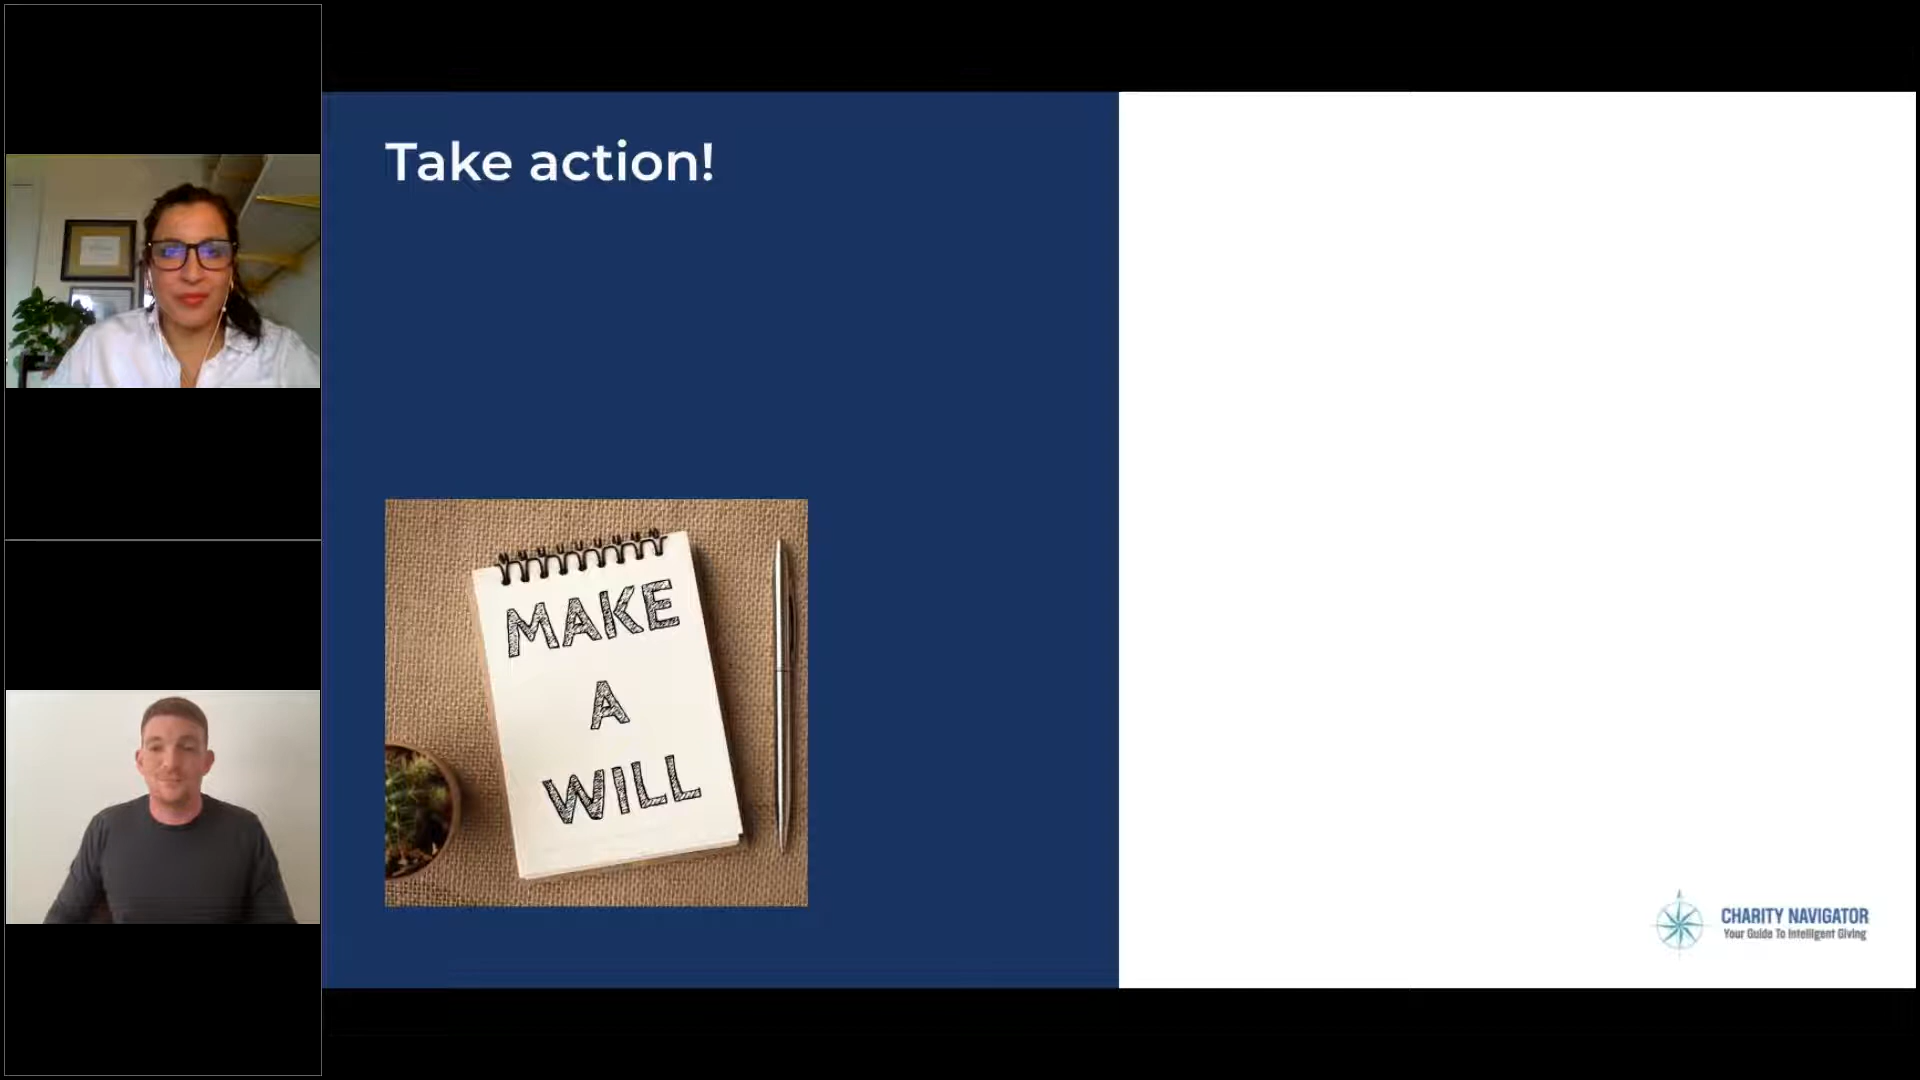 Take action!
MAKE
A
WILL
CHARITY NAVIGATOR
Your Guide To Intelligent Giving